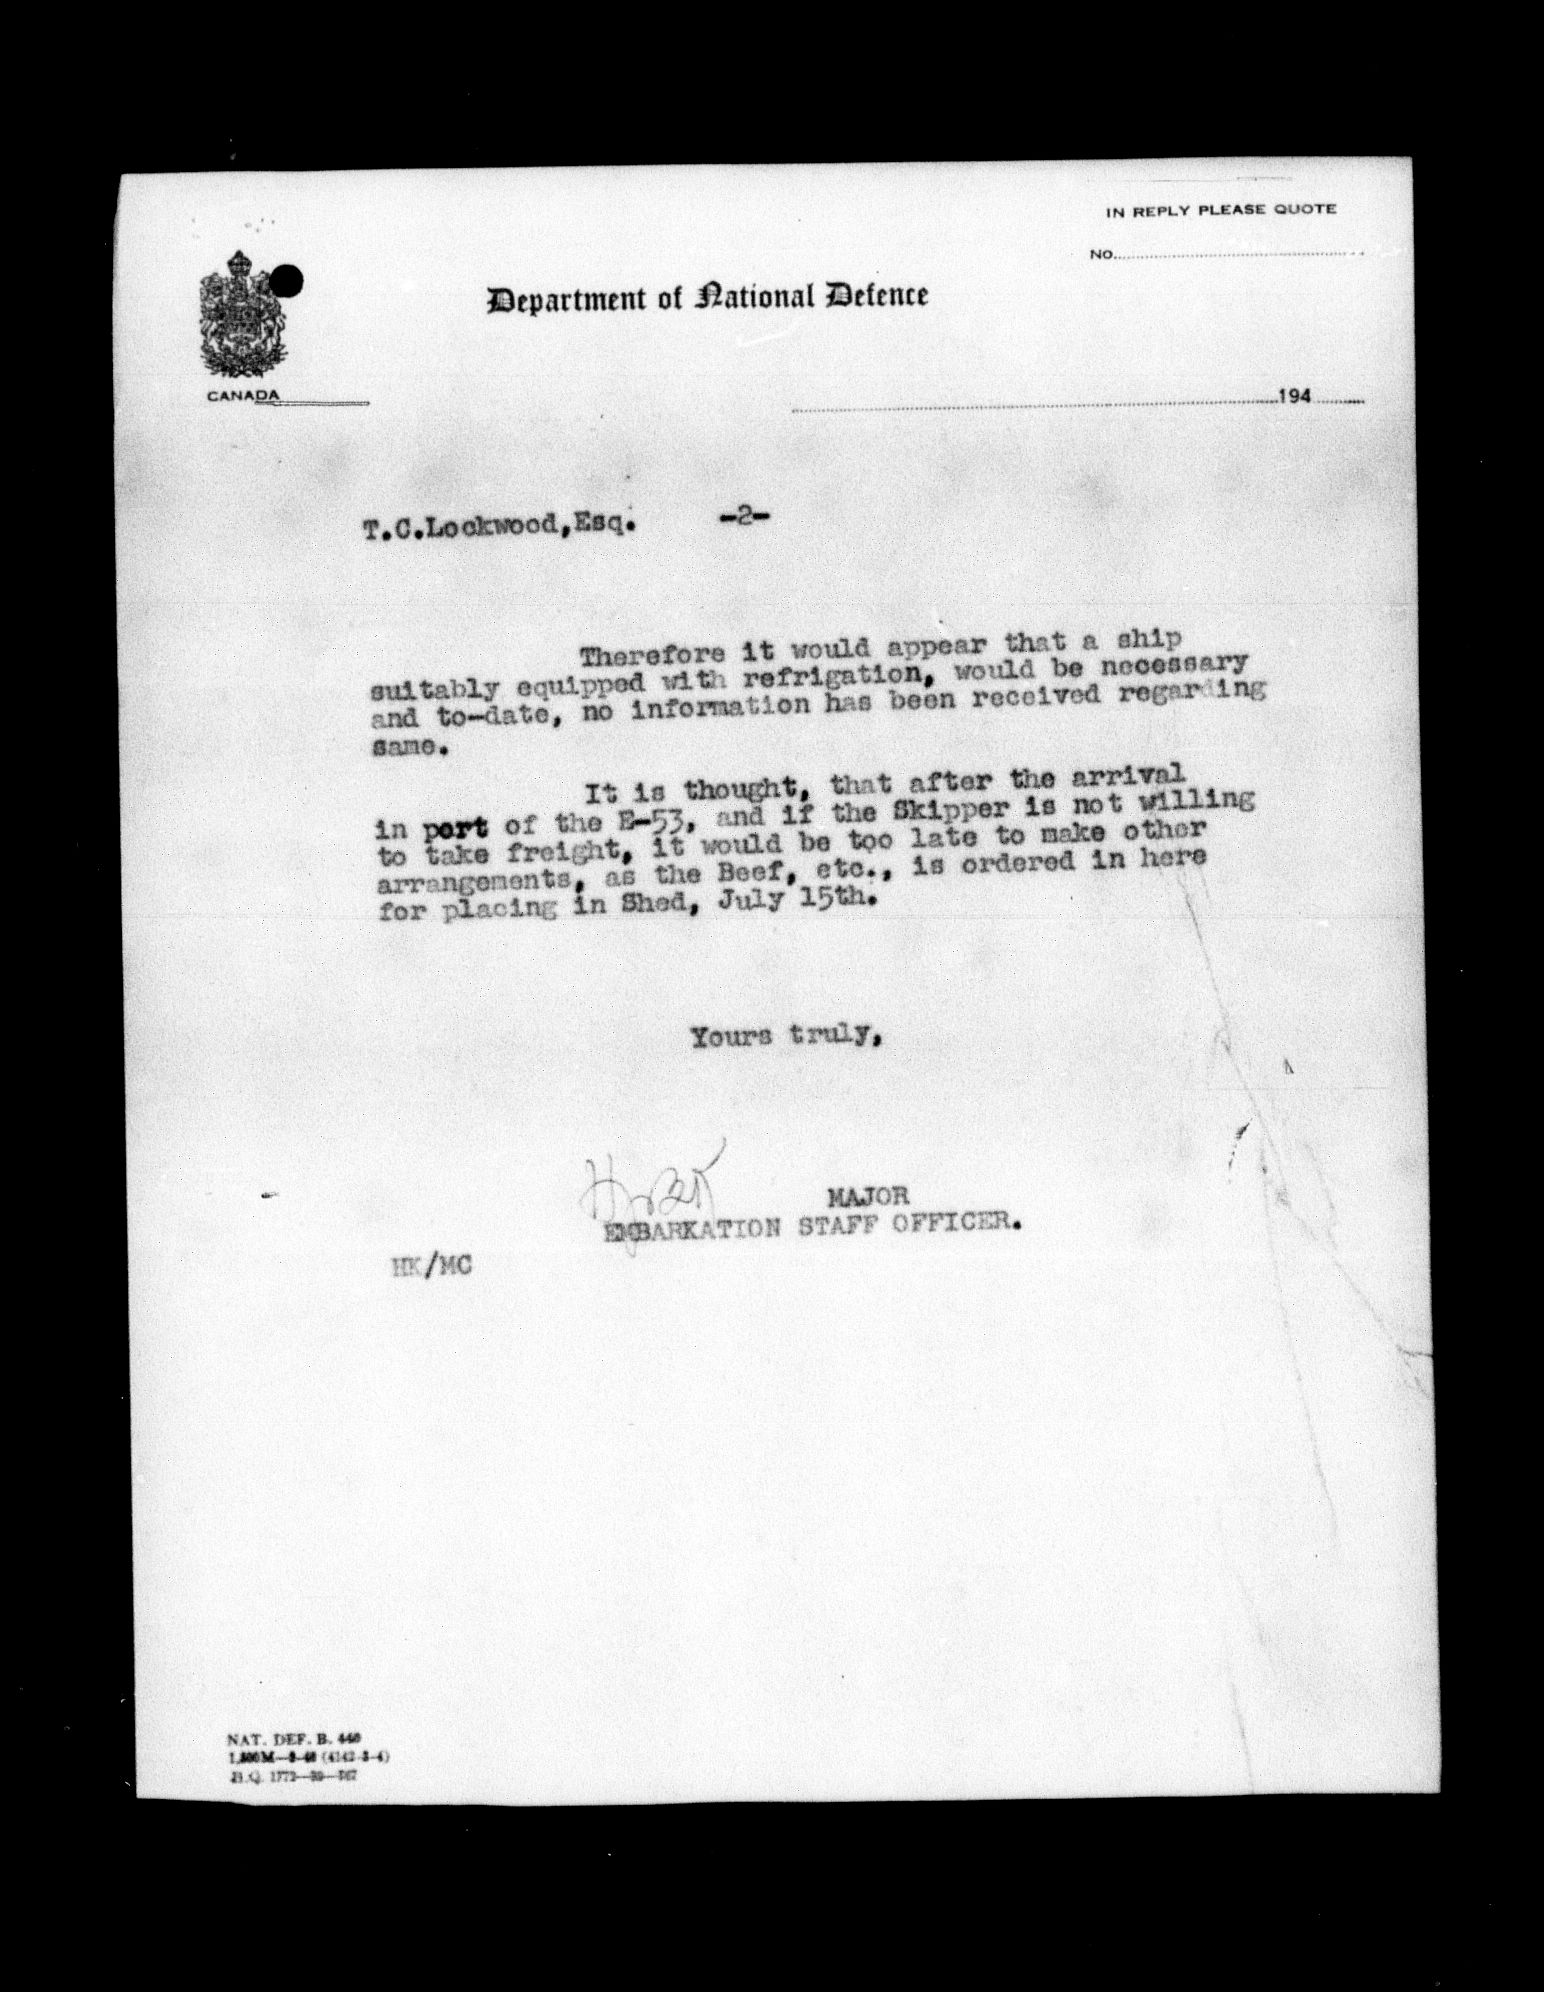 IN REPLY PLEASE QUOTE
No.
Department of National Defence
CANADA
194
T.C.Lockwood,Esq. -2-
Therefore it would appear that a ship
suitably equipped with refrigation, would be necessary
and to-date, no information has been received regarding
same.
It is thought, that after the arrival
in port of the E-53, and if the Skipper is not willing
to take freight, it would be too late to make other
arrangements, as the Beef, etc., is ordered in here
for placing in Shed, July 15th.
Yours truly,
MAJOR
EMBARKATION STAFF OFFICER.
HK/MC
NAT. DEF. B. 440
H.Q. 1772